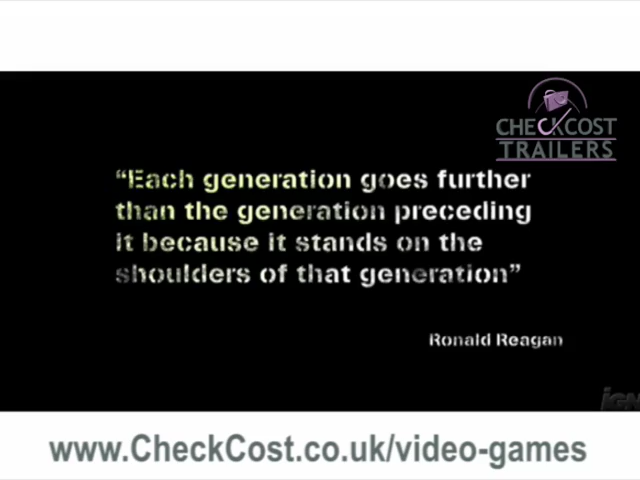 CHECKCOST
TRAILERS
“Each generation goes further
than the generation preceding
it because it stands on the
shoulders of that generation”
Ronald Reagan
IGN
www.CheckCost.co.uk/video-games